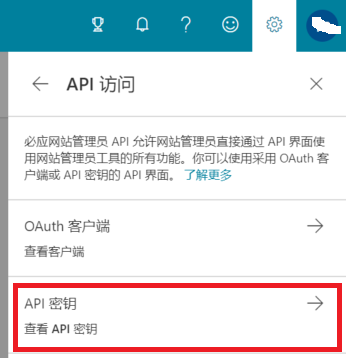 API 访问
必应网站管理员 API 允许网站管理员直接通过 API 界面使
用网站管理员工具的所有功能。你可以使用采用 OAuth 客
户端或 API 密钥的 API 界面。 了解更多
OAuth 客户端
查看客户端
API 密钥
查看 API 密钥